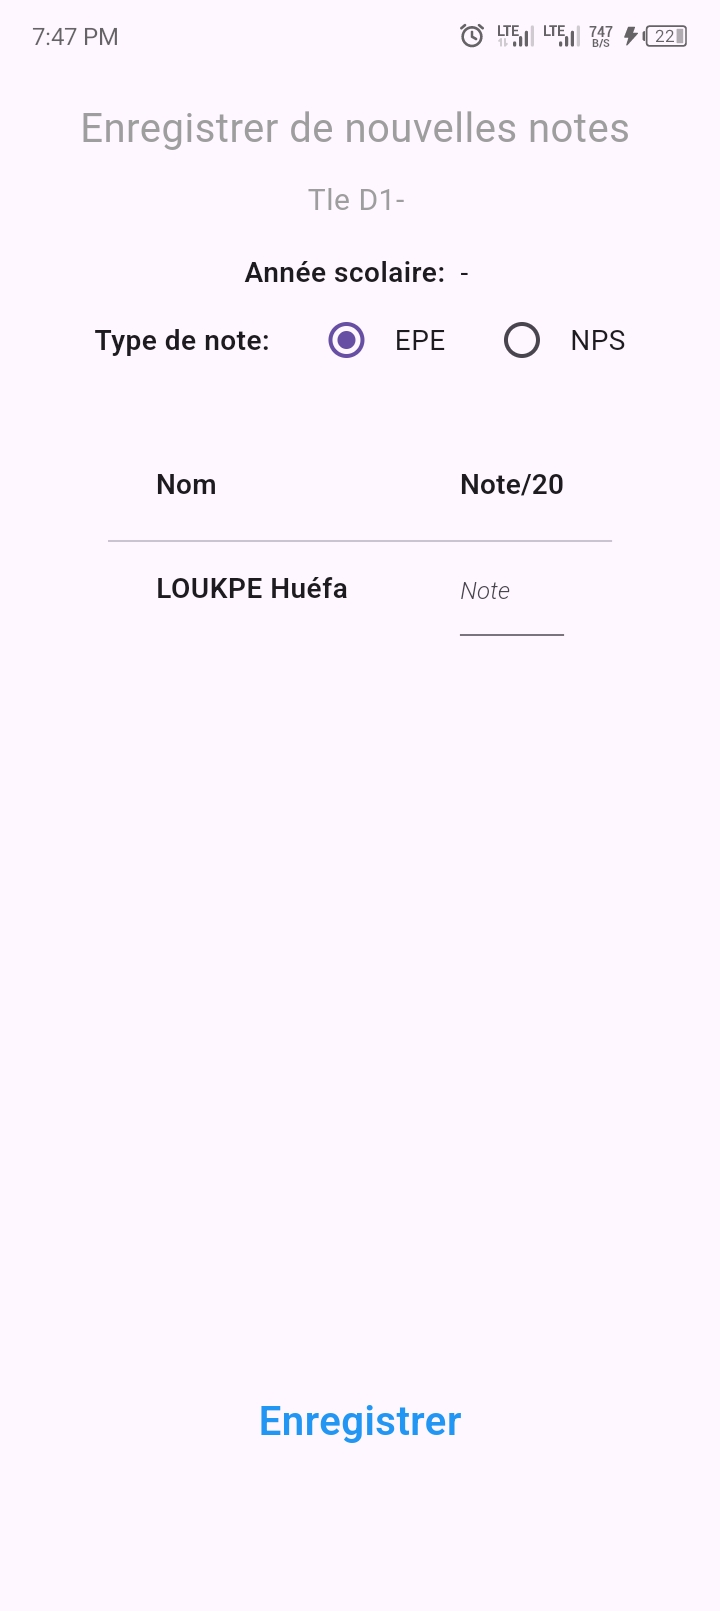 7:47 PM LTE LTE 747 B/S 22
Enregistrer de nouvelles notes
Tle D1-
Année scolaire: -
Type de note: EPE NPS
Nom Note/20
LOUKPE Huéfa Note
Enregistrer